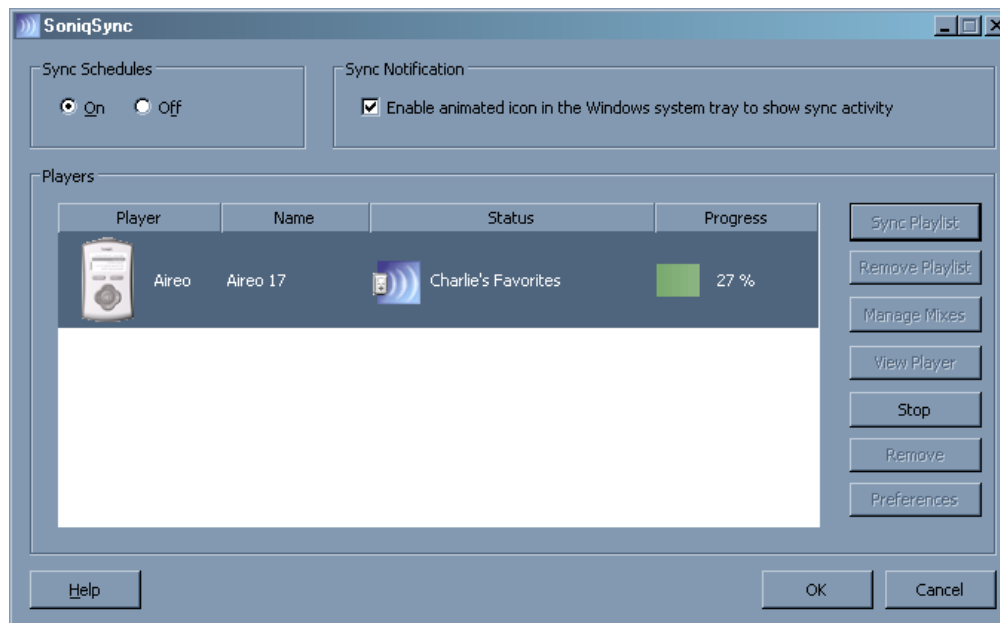 SoniqSync
Sync Schedules
On Off
Sync Notification
Enable animated icon in the Windows system tray to show sync activity
Players
Player Name Status Progress
Aireo Aireo 17 Charlie's Favorites 27 %
Sync Playlist
Remove Playlist
Manage Mixes
View Player
Stop
Remove
Preferences
Help OK Cancel